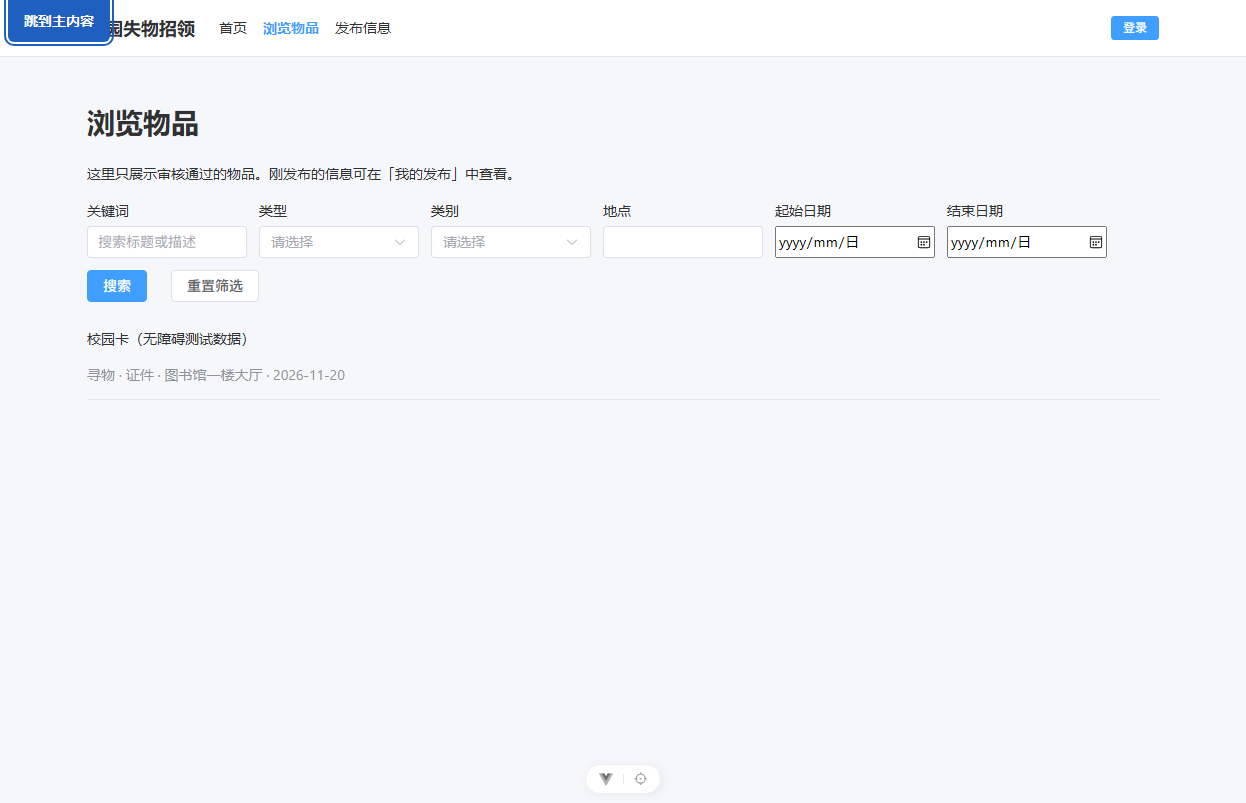 跳到主内容 园失物招领 首页 浏览物品 发布信息 登录
浏览物品
这里只展示审核通过的物品。刚发布的信息可在「我的发布」中查看。
关键词 类型 类别 地点 起始日期 结束日期
搜索标题或描述 请选择 请选择 yyyy/mm/日 yyyy/mm/日
搜索 重置筛选
校园卡（无障碍测试数据）
寻物 · 证件 · 图书馆一楼大厅 · 2026-11-20